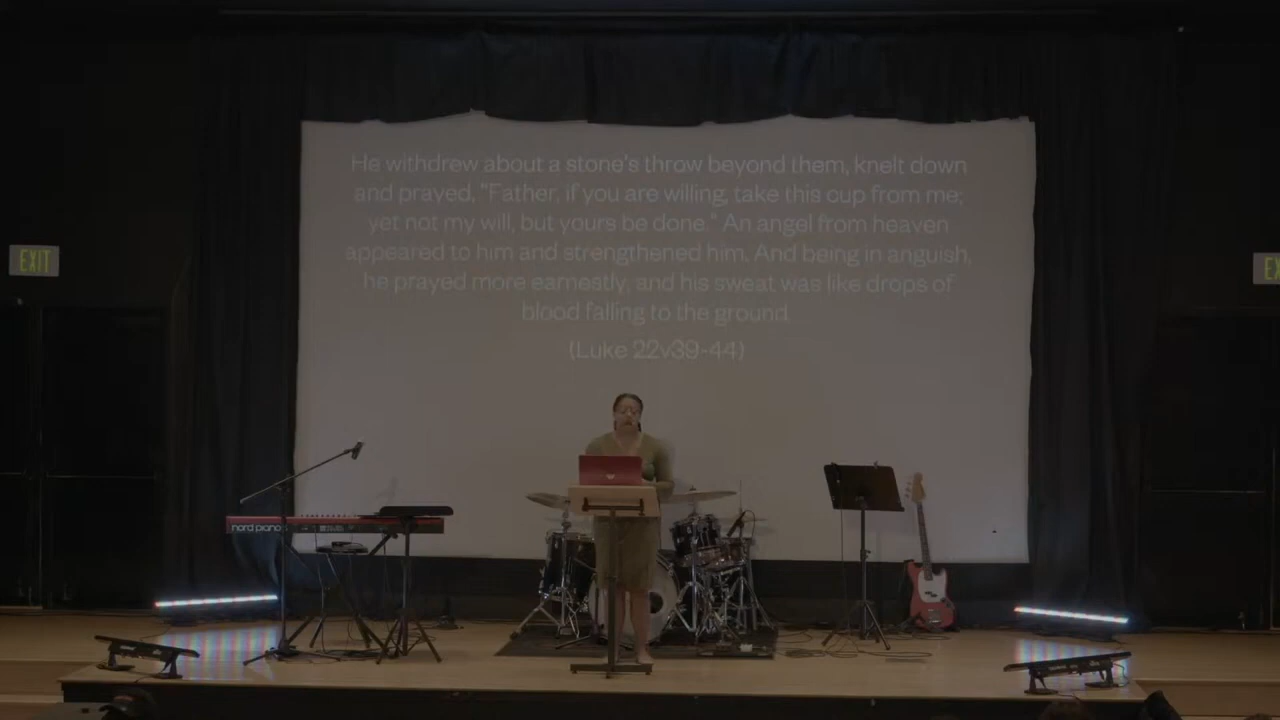 He withdrew about a stone's throw beyond them, knelt down
and prayed, "Father, if you are willing, take this cup from me;
yet not my will, but yours be done." An angel from heaven
appeared to him and strengthened him. And being in anguish,
he prayed more earnestly, and his sweat was like drops of
blood falling to the ground.
(Luke 22v39-44)
EXIT
EX
nord piano